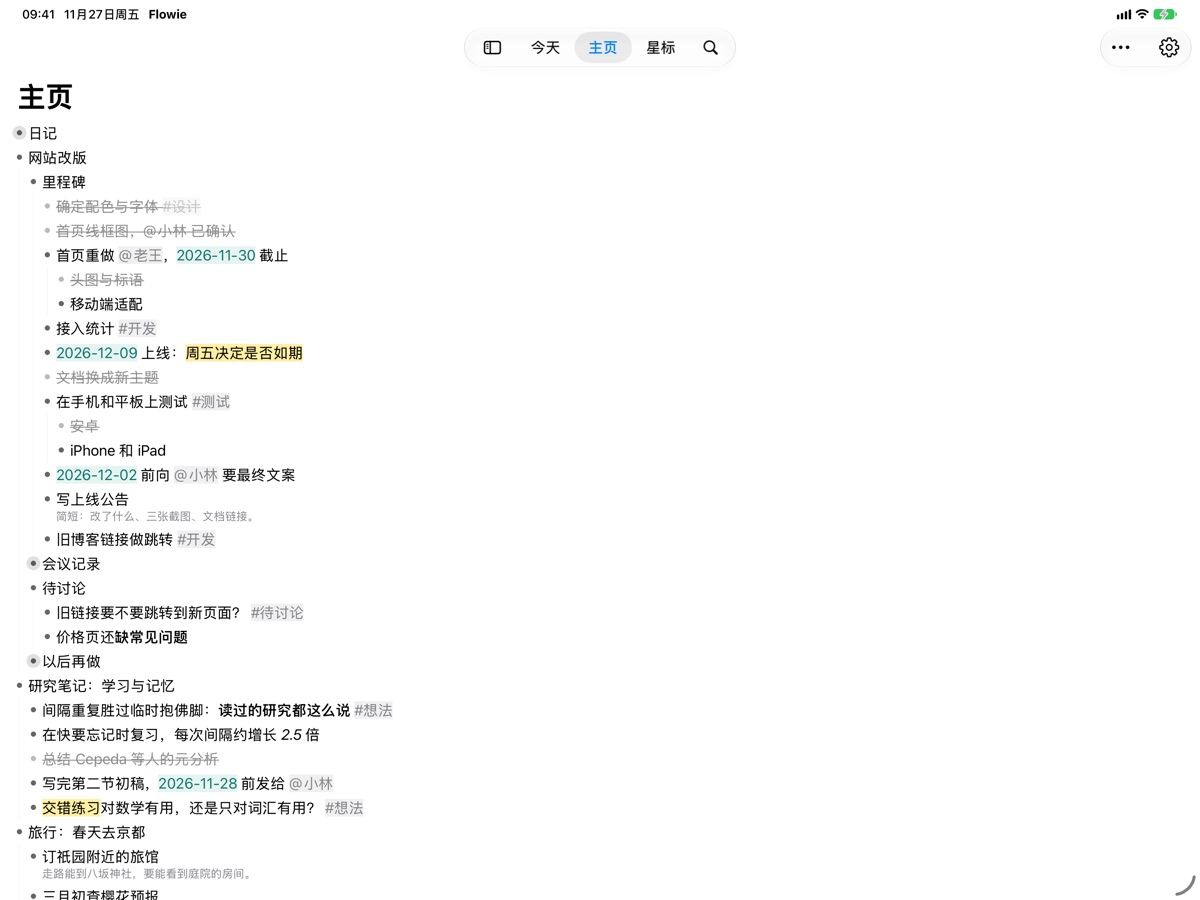 09:41 11月27日周五 Flowie
今天 主页 星标
主页
日记
网站改版
里程碑
确定配色与字体 #设计
首页线框图，@小林 已确认
首页重做 @老王，2026-11-30 截止
头图与标语
移动端适配
接入统计 #开发
2026-12-09 上线：周五决定是否如期
文档换成新主题
在手机和平板上测试 #测试
安卓
iPhone 和 iPad
2026-12-02 前向 @小林 要最终文案
写上线公告
简短：改了什么、三张截图、文档链接。
旧博客链接做跳转 #开发
会议记录
待讨论
旧链接要不要跳转到新页面？ #待讨论
价格页还缺常见问题
以后再做
研究笔记：学习与记忆
间隔重复胜过临时抱佛脚：读过的研究都这么说 #想法
在快要忘记时复习，每次间隔约增长 2.5 倍
总结 Cepeda 等人的元分析
写完第二节初稿，2026-11-28 前发给 @小林
交错练习对数学有用，还是只对词汇有用？ #想法
旅行：春天去京都
订祇园附近的旅馆
走路能到八坂神社，要能看到庭院的房间。
三月初查樱花预报